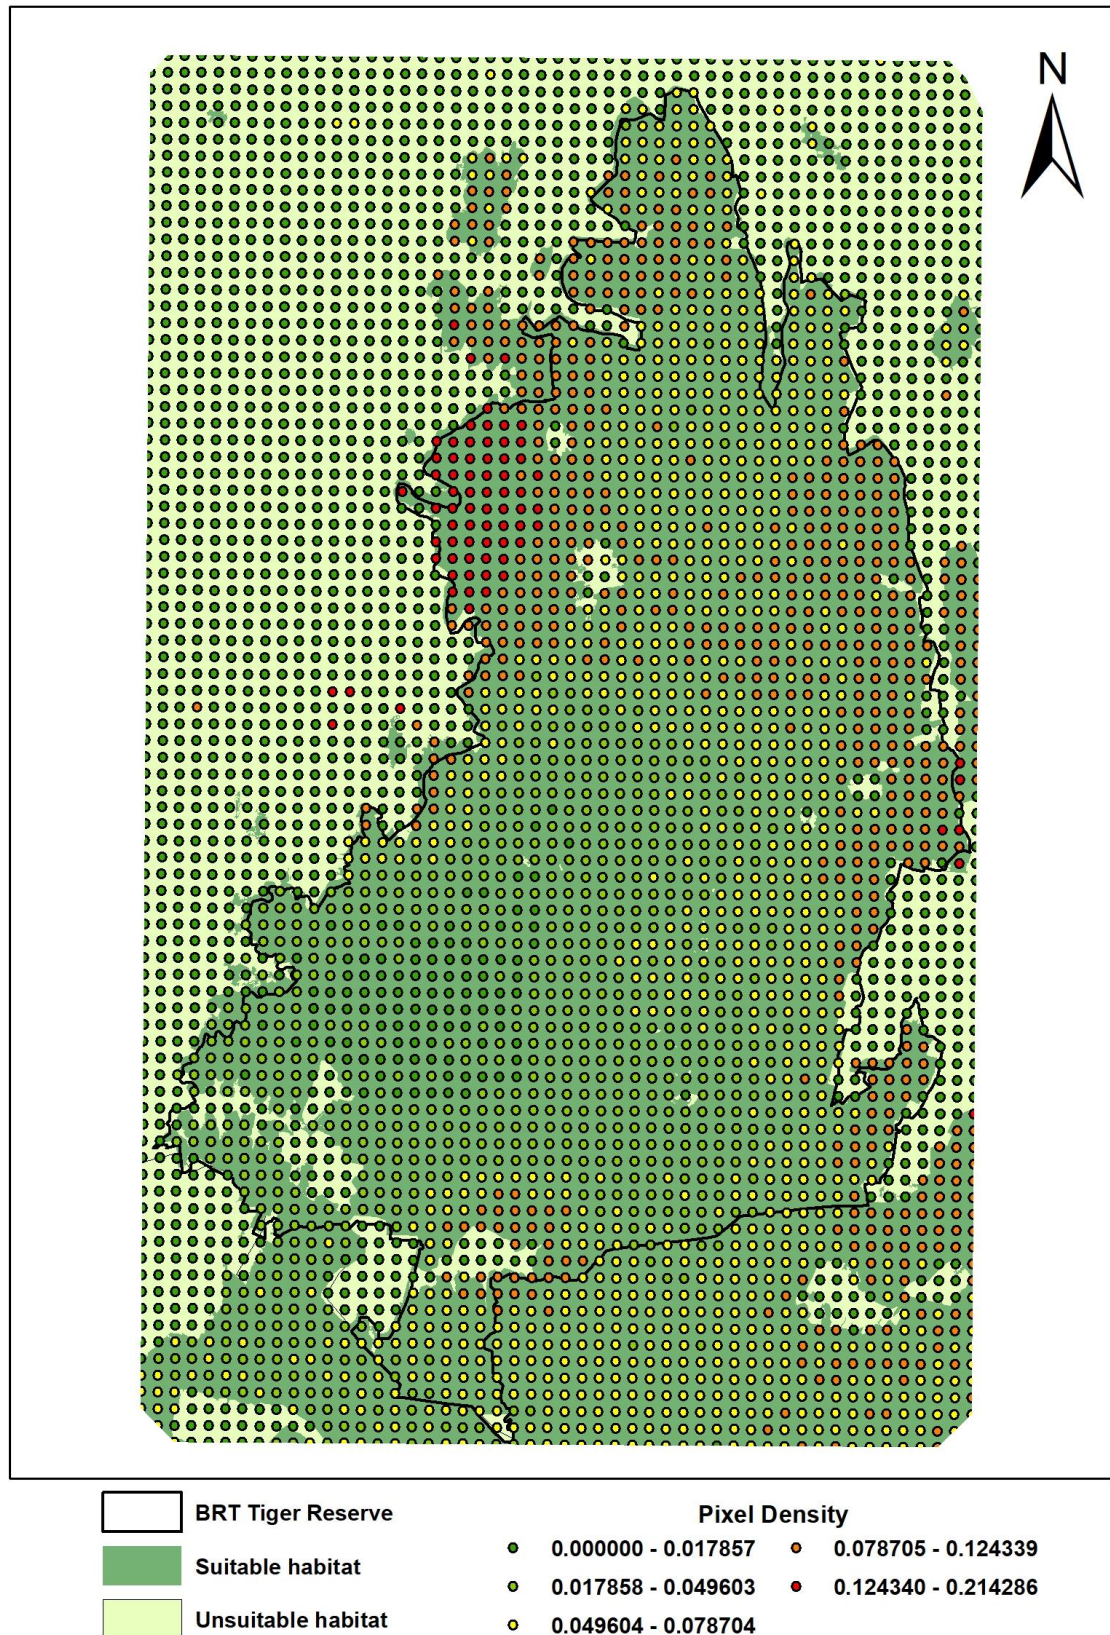 N
BRT Tiger Reserve
Suitable habitat
Unsuitable habitat
Pixel Density
0.000000 - 0.017857
0.017858 - 0.049603
0.049604 - 0.078704
0.078705 - 0.124339
0.124340 - 0.214286